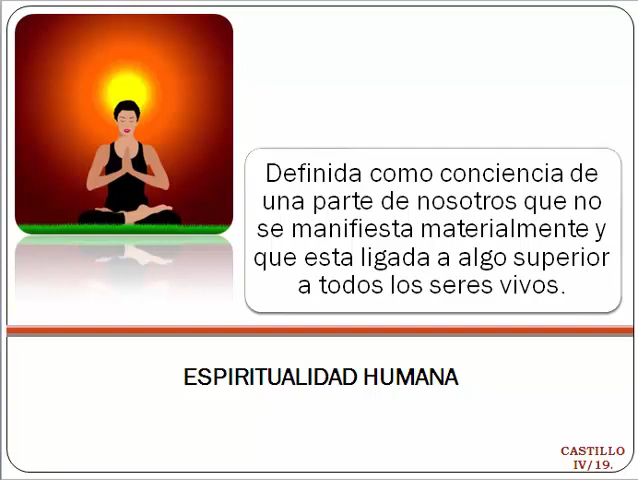 Definida como conciencia de
una parte de nosotros que no
se manifiesta materialmente y
que esta ligada a algo superior
a todos los seres vivos.
ESPIRITUALIDAD HUMANA
CASTILLO
IV/19.